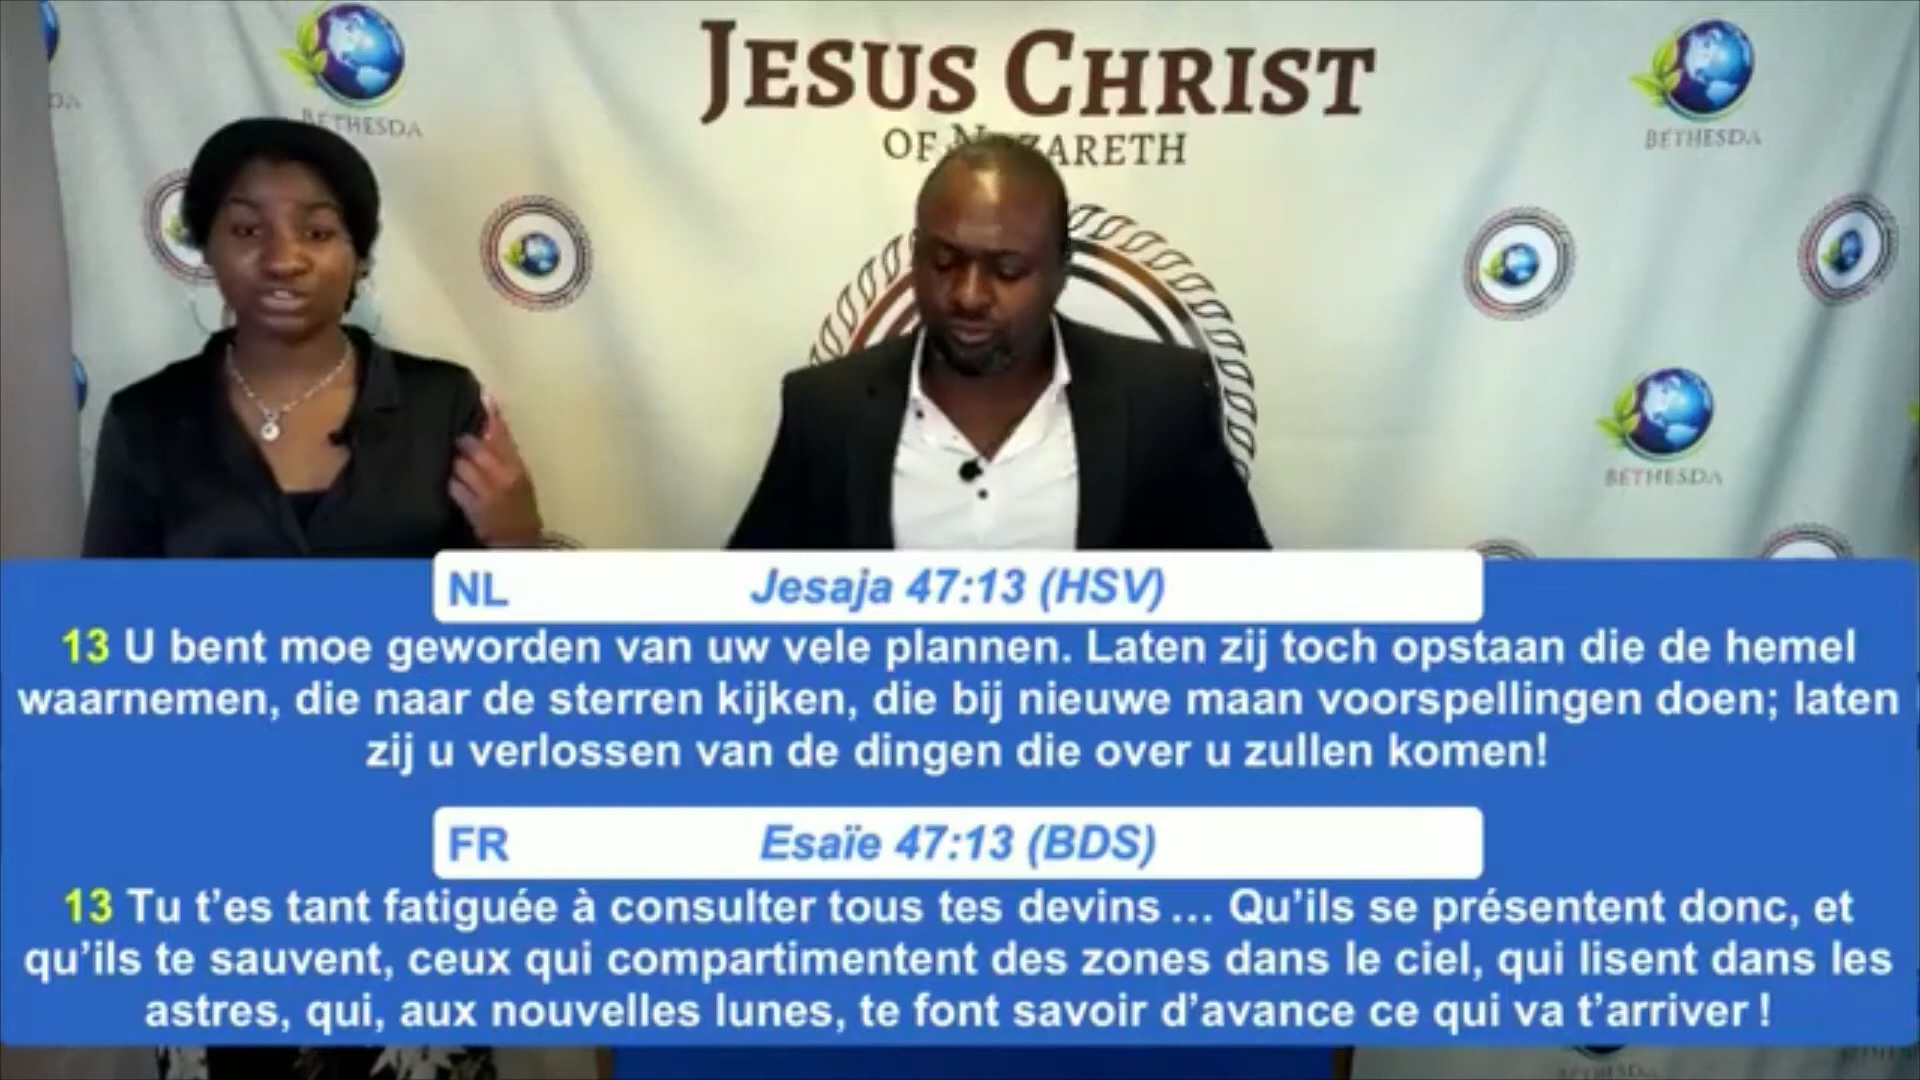 JESUS CHRIST
OF NAZARETH
BETHESDA
BETHESDA
BETHESDA
NL Jesaja 47:13 (HSV)
13 U bent moe geworden van uw vele plannen. Laten zij toch opstaan die de hemel
waarnemen, die naar de sterren kijken, die bij nieuwe maan voorspellingen doen; laten
zij u verlossen van de dingen die over u zullen komen!
FR Esaïe 47:13 (BDS)
13 Tu t’es tant fatiguée à consulter tous tes devins ... Qu’ils se présentent donc, et
qu’ils te sauvent, ceux qui compartimentent des zones dans le ciel, qui lisent dans les
astres, qui, aux nouvelles lunes, te font savoir d’avance ce qui va t’arriver !